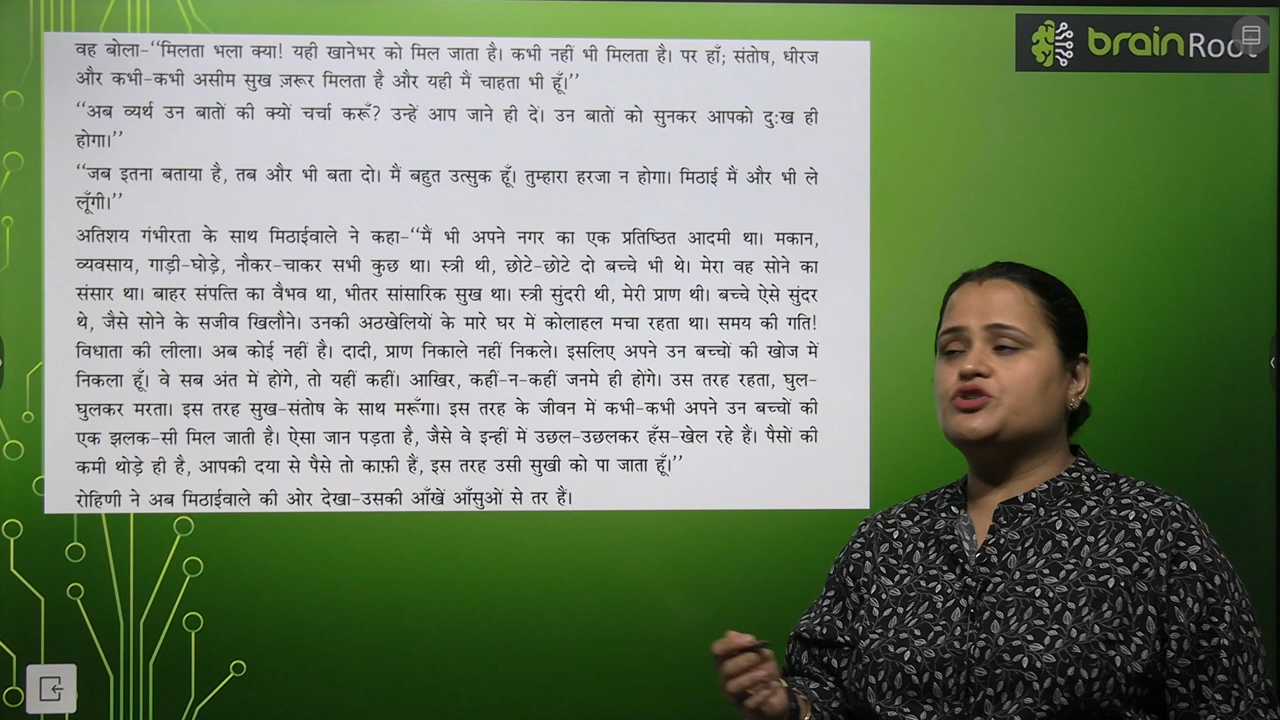 brainRoot
वह बोला-‘‘मिलता भला क्या! यही खानेभर को मिल जाता है। कभी नहीं भी मिलता है। पर हाँ; संतोष, धीरज
और कभी-कभी असीम सुख ज़रूर मिलता है और यही मैं चाहता भी हूँ।’’
‘‘अब व्यर्थ उन बातों की क्यों चर्चा करूँ? उन्हें आप जाने ही दें। उन बातों को सुनकर आपको दु:ख ही
होगा।’’
‘‘जब इतना बताया है, तब और भी बता दो। मैं बहुत उत्सुक हूँ। तुम्हारा हरजा न होगा। मिठाई मैं और भी ले
लूँगी।’’
अतिशय गंभीरता के साथ मिठाईवाले ने कहा-‘‘मैं भी अपने नगर का एक प्रतिष्ठित आदमी था। मकान,
व्यवसाय, गाड़ी-घोड़े, नौकर-चाकर सभी कुछ था। स्त्री थी, छोटे-छोटे दो बच्चे भी थे। मेरा वह सोने का
संसार था। बाहर संपत्ति का वैभव था, भीतर सांसारिक सुख था। स्त्री सुंदरी थी, मेरी प्राण थी। बच्चे ऐसे सुंदर
थे, जैसे सोने के सजीव खिलौने। उनकी अठखेलियों के मारे घर में कोलाहल मचा रहता था। समय की गति!
विधाता की लीला। अब कोई नहीं है। दादी, प्राण निकाले नहीं निकले। इसलिए अपने उन बच्चों की खोज में
निकला हूँ। वे सब अंत में होंगे, तो यहीं कहीं। आखिर, कहीं-न-कहीं जनमे ही होंगे। उस तरह रहता, घुल-
घुलकर मरता। इस तरह सुख-संतोष के साथ मरूँगा। इस तरह के जीवन में कभी-कभी अपने उन बच्चों की
एक झलक-सी मिल जाती है। ऐसा जान पड़ता है, जैसे वे इन्हीं में उछल-उछलकर हँस-खेल रहे हैं। पैसों की
कमी थोड़े ही है, आपकी दया से पैसे तो काफ़ी हैं, इस तरह उसी सुखी को पा जाता हूँ।’’
रोहिणी ने अब मिठाईवाले की ओर देखा-उसकी आँखें आँसुओं से तर हैं।